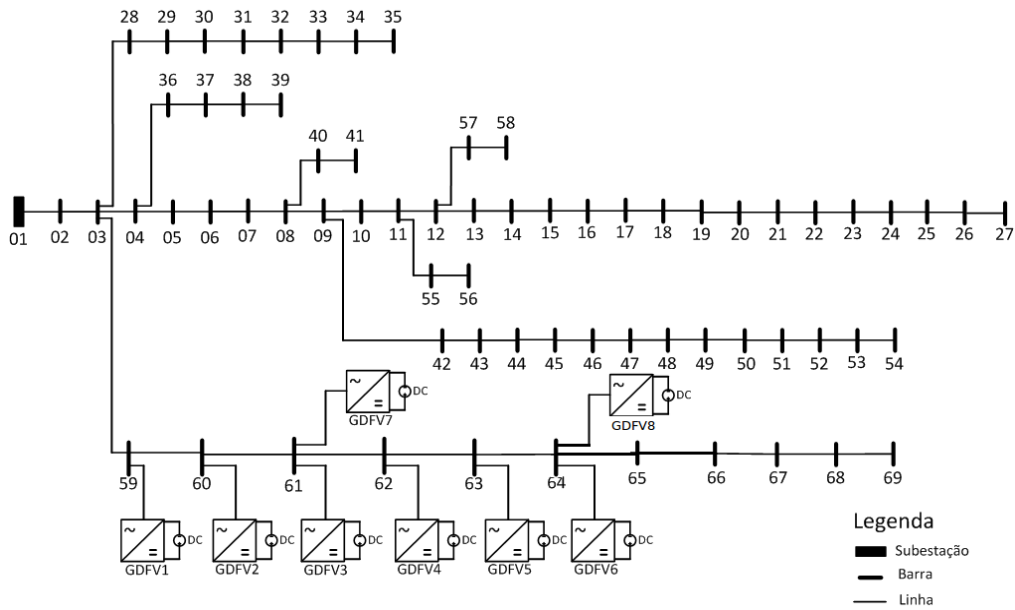 28 29 30 31 32 33 34 35
36 37 38 39
57 58
40 41
01 02 03 04 05 06 07 08 09 10 11 12 13 14 15 16 17 18 19 20 21 22 23 24 25 26 27
55 56
42 43 44 45 46 47 48 49 50 51 52 53 54
~ = DC
GDFV7
~ = DC
GDFV8
59 60 61 62 63 64 65 66 67 68 69
~ = DC ~ = DC ~ = DC ~ = DC ~ = DC ~ = DC
GDFV1 GDFV2 GDFV3 GDFV4 GDFV5 GDFV6
Legenda
Subestação
Barra
Linha